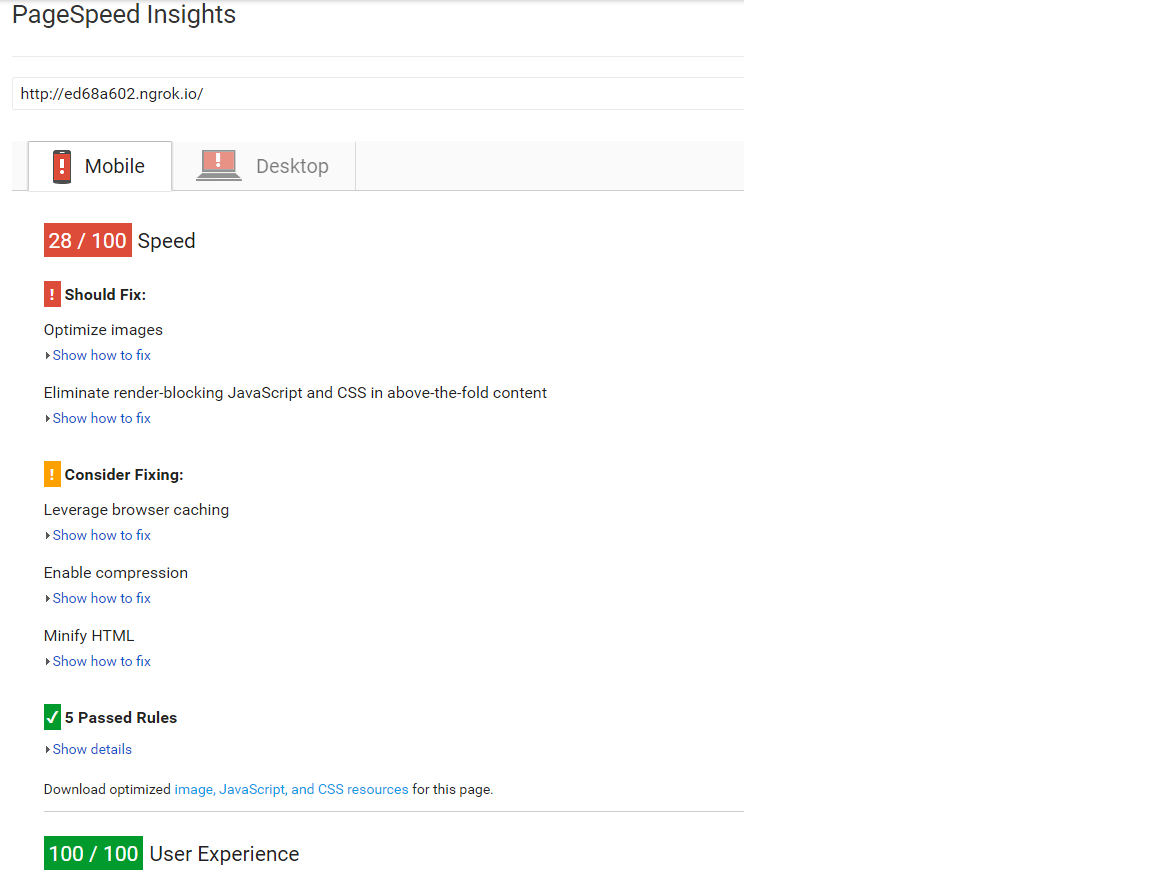 PageSpeed Insights
http://ed68a602.ngrok.io/
Mobile
Desktop
28 / 100 Speed
! Should Fix:
Optimize images
Show how to fix
Eliminate render-blocking JavaScript and CSS in above-the-fold content
Show how to fix
! Consider Fixing:
Leverage browser caching
Show how to fix
Enable compression
Show how to fix
Minify HTML
Show how to fix
5 Passed Rules
Show details
Download optimized image, JavaScript, and CSS resources for this page.
100 / 100 User Experience